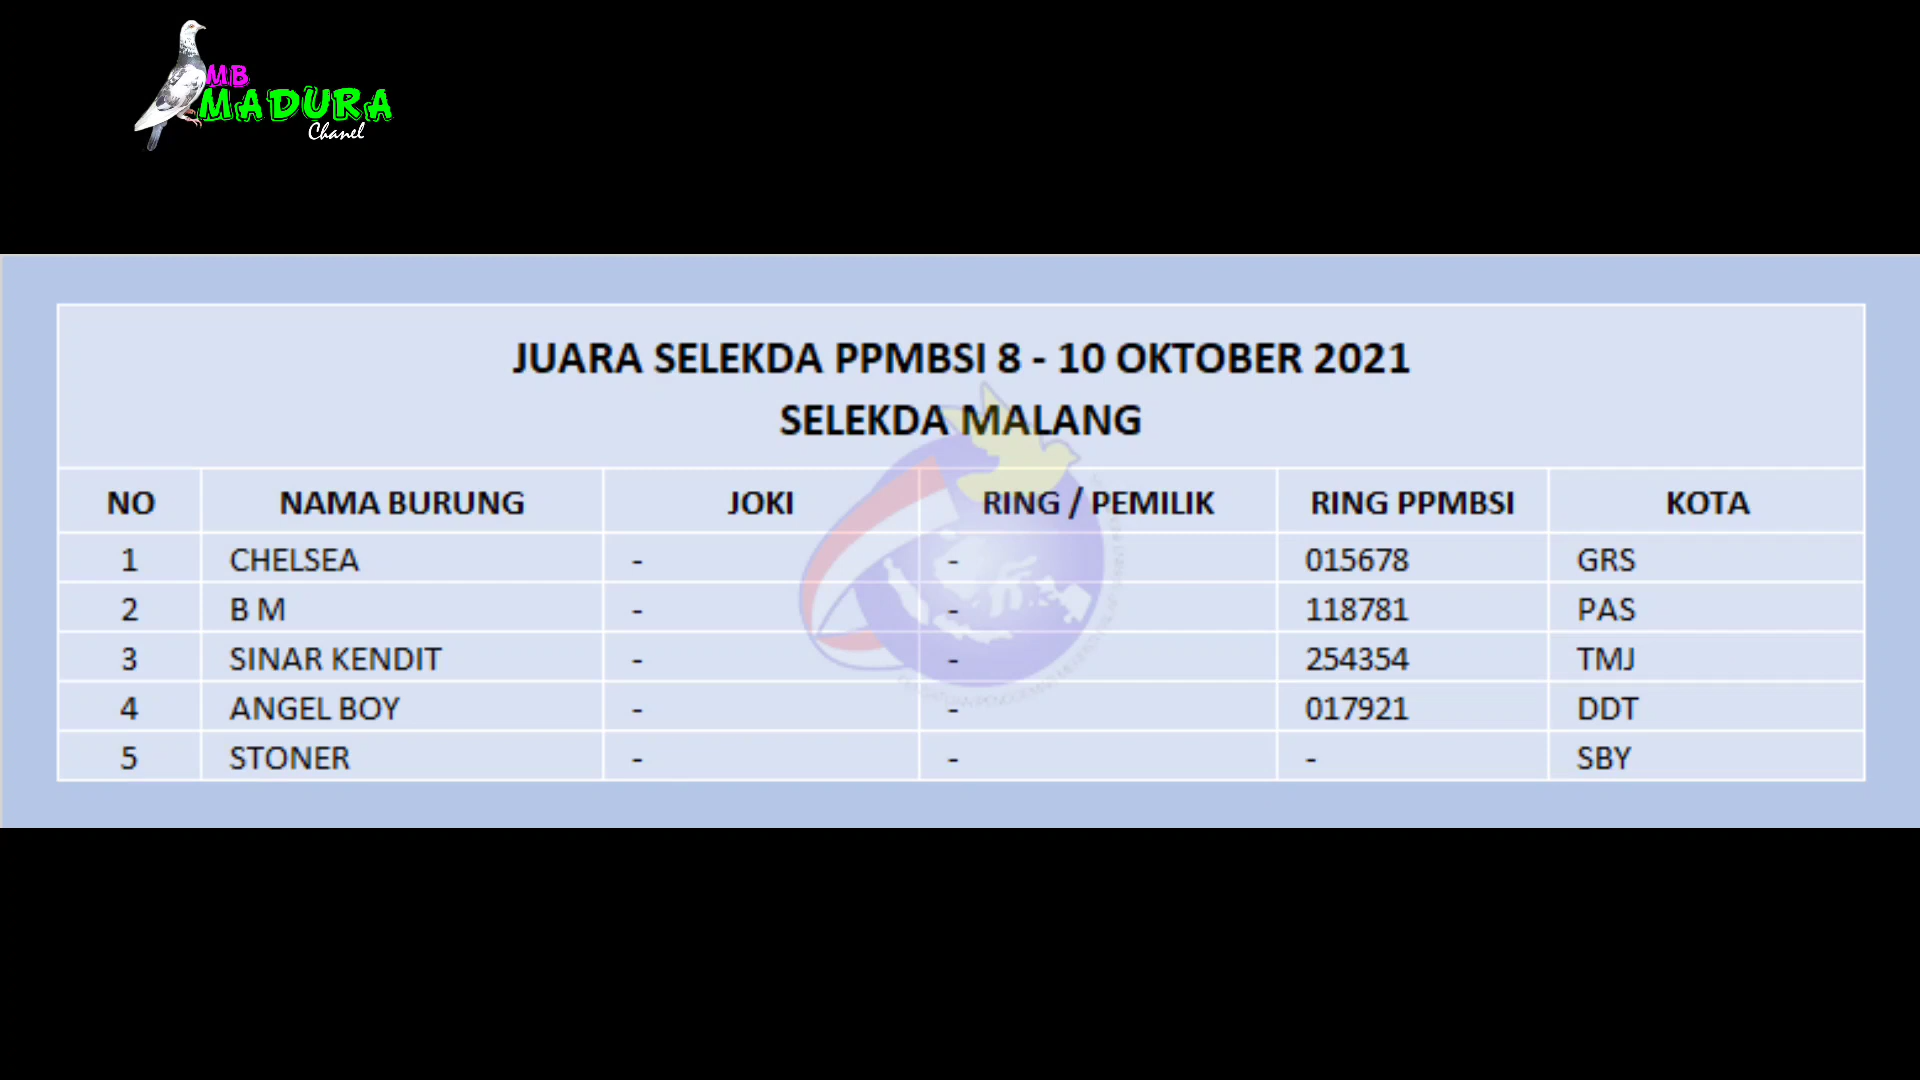 MB
MADURA
Chanel
JUARA SELEKDA PPMBSI 8 - 10 OKTOBER 2021
SELEKDA MALANG
NO NAMA BURUNG JOKI RING / PEMILIK RING PPMBSI KOTA
1 CHELSEA - - 015678 GRS
2 B M - - 118781 PAS
3 SINAR KENDIT - - 254354 TMJ
4 ANGEL BOY - - 017921 DDT
5 STONER - - - SBY